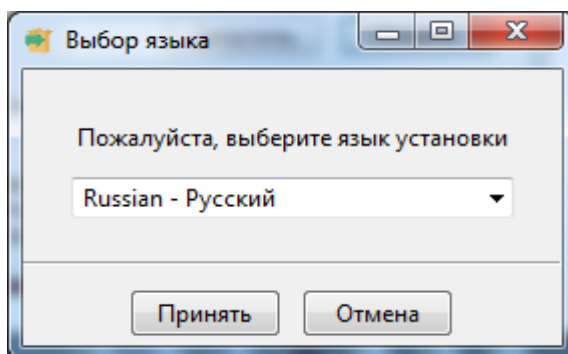 Выбор языка
Пожалуйста, выберите язык установки
Russian - Русский
Принять
Отмена